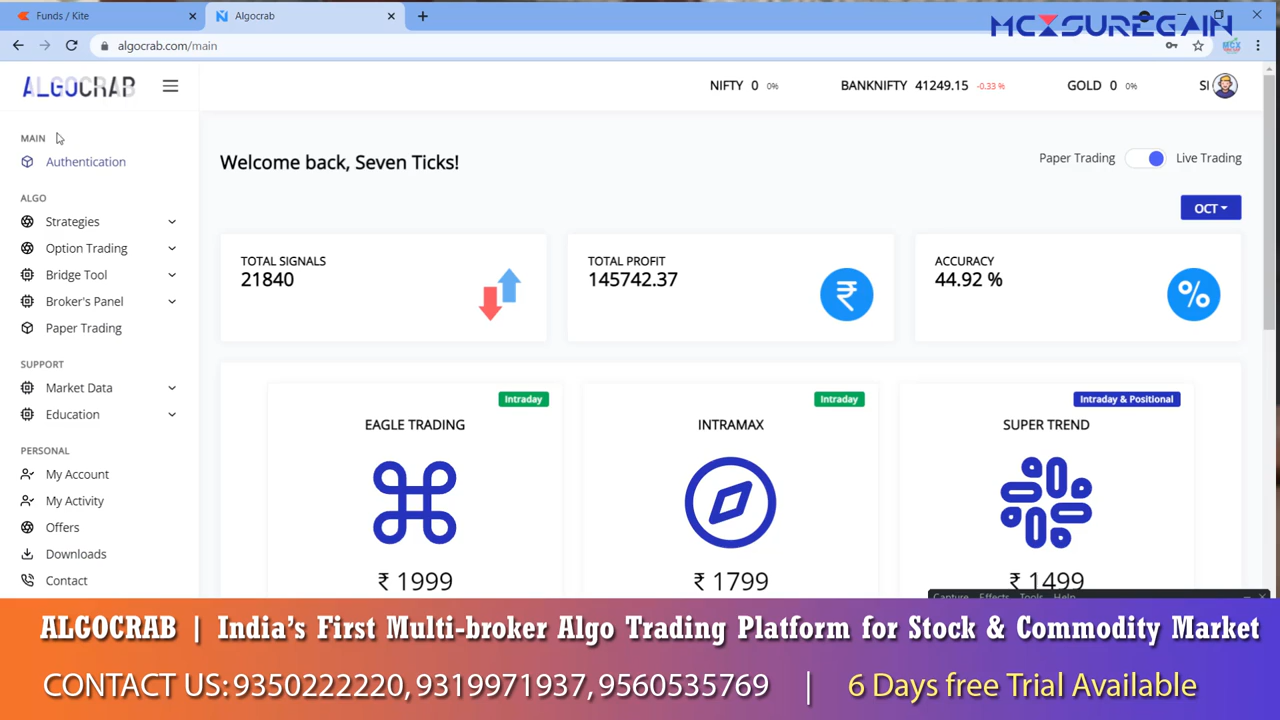 Funds / Kite
Algocrab
MCXSUREGAIN
algocrab.com/main
MCX
ALGOCRAB
NIFTY 0 0%
BANKNIFTY 41249.15 -0.33 %
GOLD 0 0%
SI
MAIN
Authentication
ALGO
Strategies
Option Trading
Bridge Tool
Broker's Panel
Paper Trading
SUPPORT
Market Data
Education
PERSONAL
My Account
My Activity
Offers
Downloads
Contact
Welcome back, Seven Ticks!
Paper Trading
Live Trading
OCT
TOTAL SIGNALS
21840
TOTAL PROFIT
145742.37
₹
ACCURACY
44.92 %
%
Intraday
EAGLE TRADING
₹ 1999
Intraday
INTRAMAX
₹ 1799
Intraday & Positional
SUPER TREND
₹ 1499
Capture Effects Tools Help
ALGOCRAB | India's First Multi-broker Algo Trading Platform for Stock & Commodity Market
CONTACT US:9350222220,9319971937,9560535769 | 6 Days free Trial Available